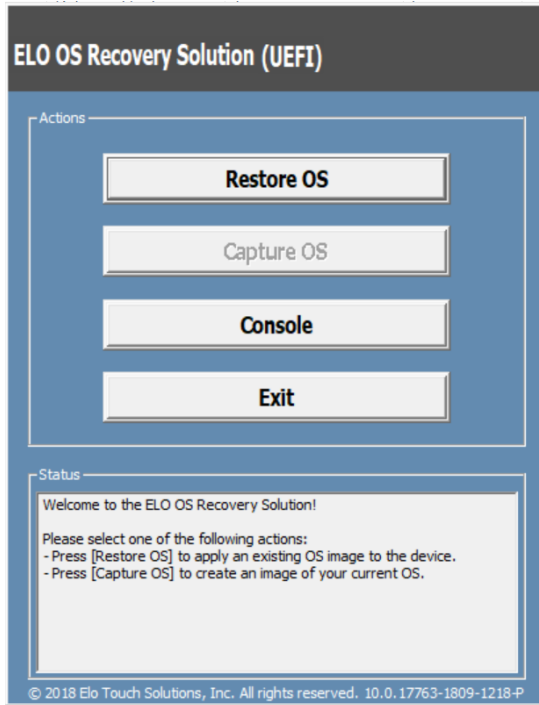 ELO OS Recovery Solution (UEFI)
Actions
Restore OS
Capture OS
Console
Exit
Status
Welcome to the ELO OS Recovery Solution!
Please select one of the following actions:
- Press [Restore OS] to apply an existing OS image to the device.
- Press [Capture OS] to create an image of your current OS.
© 2018 Elo Touch Solutions, Inc. All rights reserved. 10.0.17763-1809-1218-P